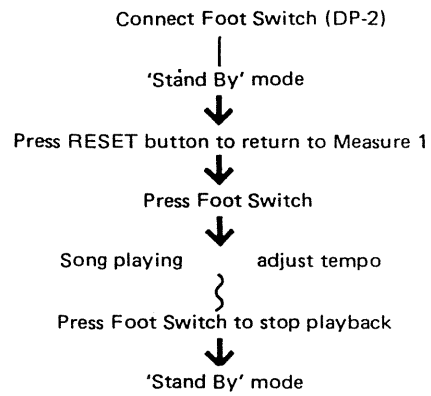 Connect Foot Switch (DP-2)
'Stand By' mode
Press RESET button to return to Measure 1
Press Foot Switch
Song playing adjust tempo
Press Foot Switch to stop playback
'Stand By' mode